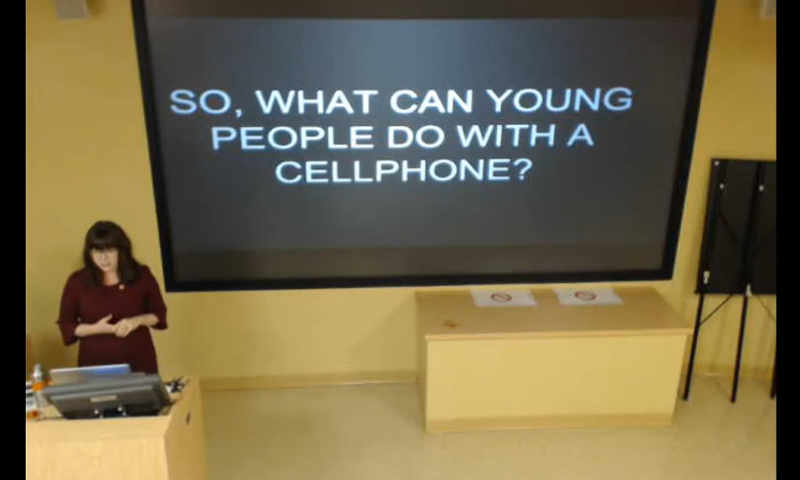 SO, WHAT CAN YOUNG
PEOPLE DO WITH A
CELLPHONE?